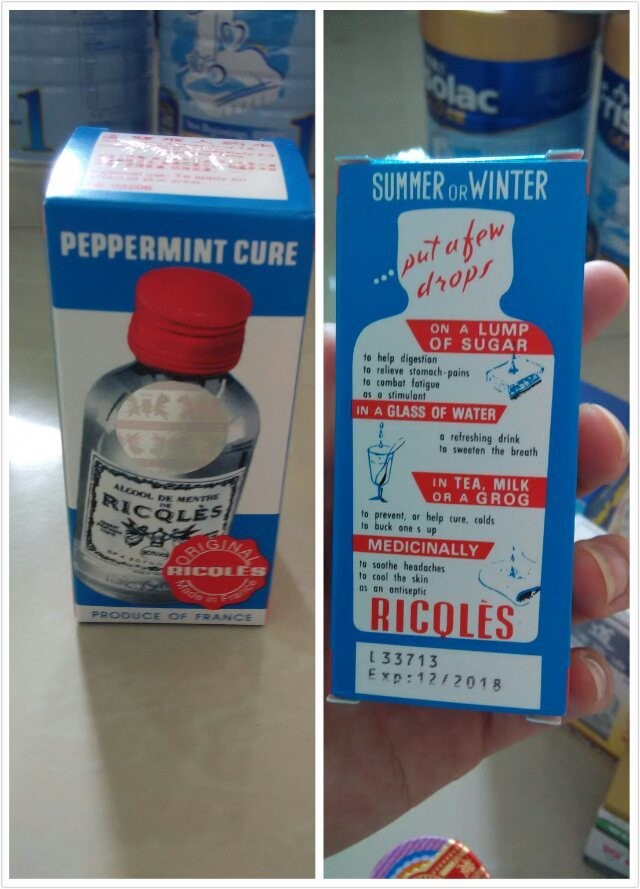 PEPPERMINT CURE
ALCOOL DE MENTHE
DE
RICQLÈS
ORIGINAL
RICQLÈS
Made in France
PRODUCE OF FRANCE
SUMMER OR WINTER
...put a few
drops
ON A LUMP
OF SUGAR
to help digestion
to relieve stomach-pains
to combat fatigue
as a stimulant
IN A GLASS OF WATER
a refreshing drink
to sweeten the breath
IN TEA, MILK
OR A GROG
to prevent, or help cure, colds
to buck one s up
MEDICINALLY
to soothe headaches
to cool the skin
as an antiseptic
RICQLÈS
L33713
Exp:12/2018